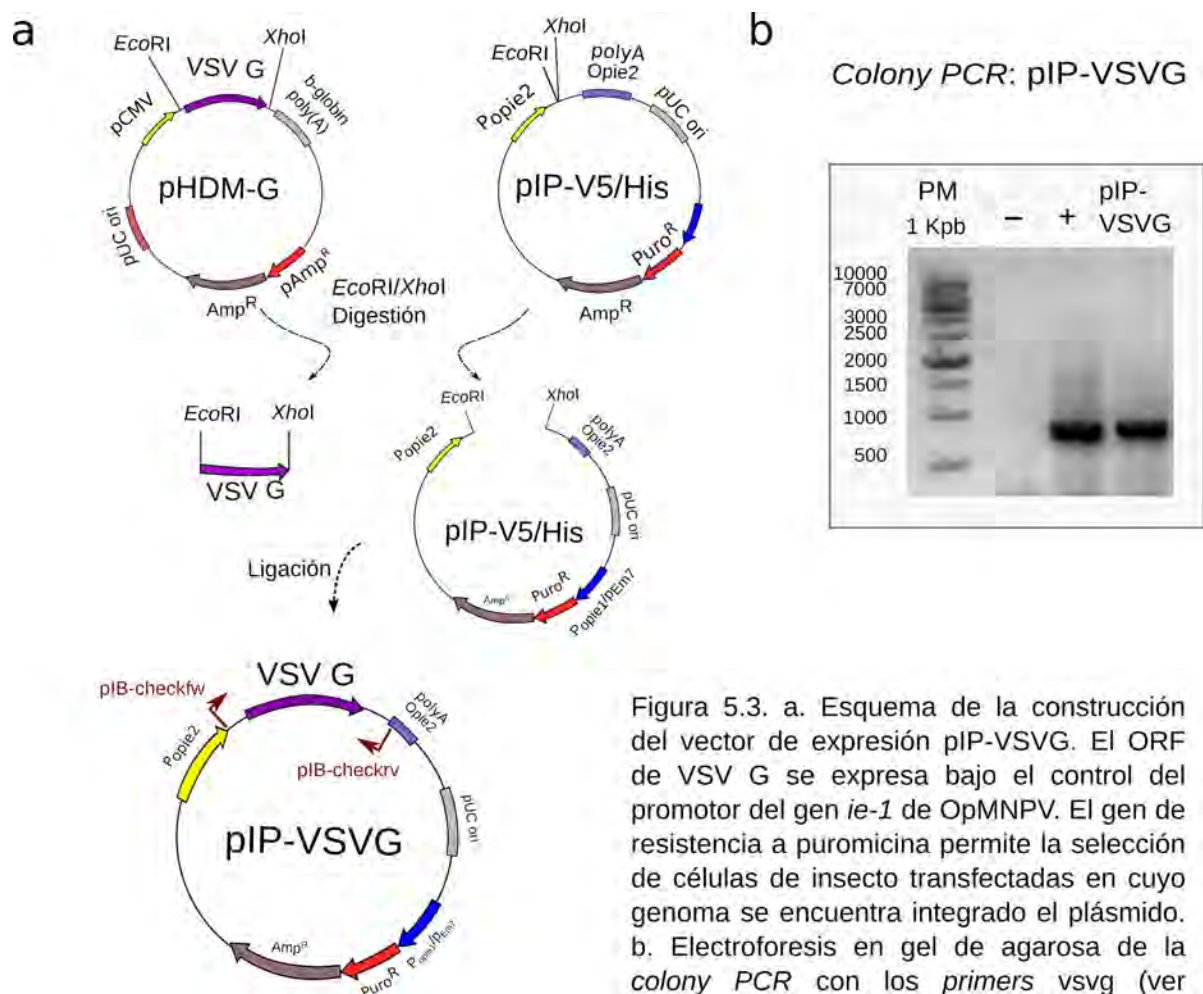 a
EcoRI
VSV G
XhoI
pCMV
b-globin
poly(A)
pHDM-G
pUC ori
pAmpR
AmpR
EcoRI
XhoI
polyA
Opie2
Popie2
pUC ori
pIP-V5/His
PuroR
AmpR
EcoRI/XhoI
Digestión
EcoRI
XhoI
VSV G
EcoRI
XhoI
Popie2
polyA
Opie2
pUC ori
pIP-V5/His
PuroR
Popie1/pEm7
AmpR
Ligación
VSV G
pIB-checkfw
Popie2
polyA
Opie2
pIB-checkrv
pUC ori
pIP-VSVG
AmpR
PuroR
Popie1/pEm7
b
Colony PCR: pIP-VSVG
PM
1 Kpb
–
+
pIP-
VSVG
10000
7000
3000
2500
2000
1500
1000
500
Figura 5.3. a. Esquema de la construcción
del vector de expresión pIP-VSVG. El ORF
de VSV G se expresa bajo el control del
promotor del gen ie-1 de OpMNPV. El gen de
resistencia a puromicina permite la selección
de células de insecto transfectadas en cuyo
genoma se encuentra integrado el plásmido.
b. Electroforesis en gel de agarosa de la
colony PCR con los primers vsvg (ver